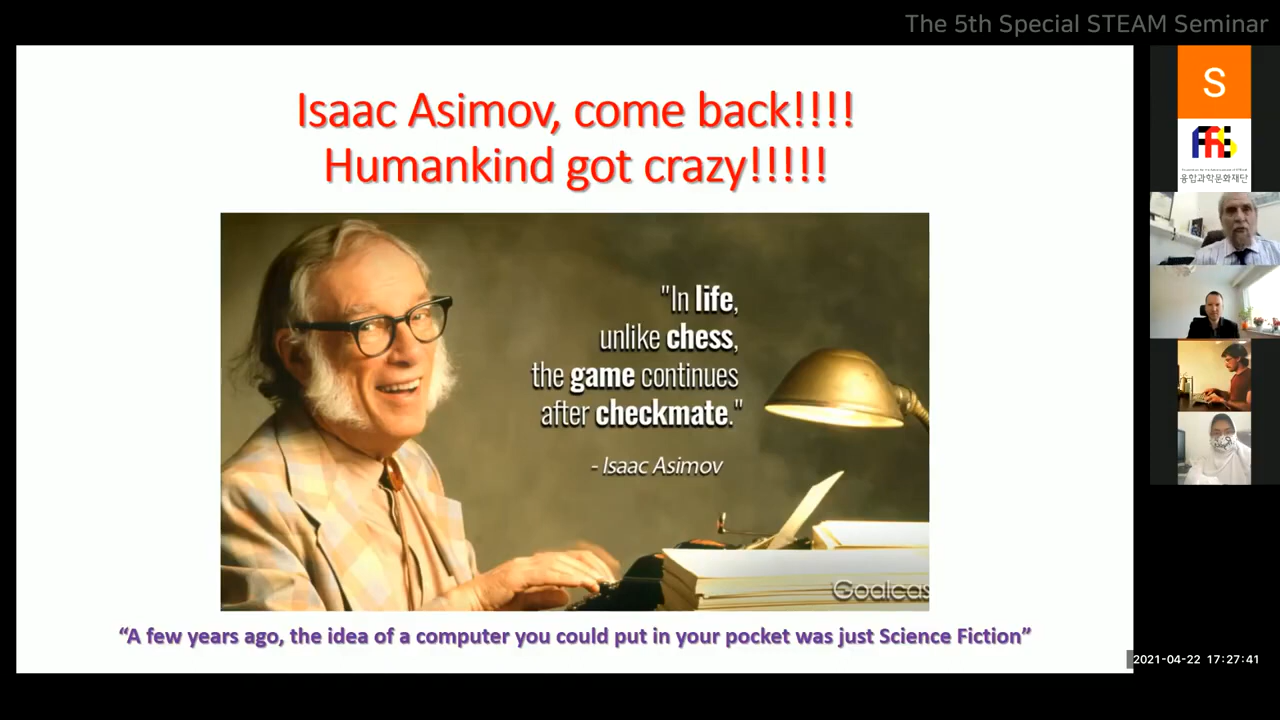 The 5th Special STEAM Seminar
Isaac Asimov, come back!!!!
Humankind got crazy!!!!!
"In life,
unlike chess,
the game continues
after checkmate."
- Isaac Asimov
Goalcas
“A few years ago, the idea of a computer you could put in your pocket was just Science Fiction”
S
융합과학문화재단
2021-04-22 17:27:41